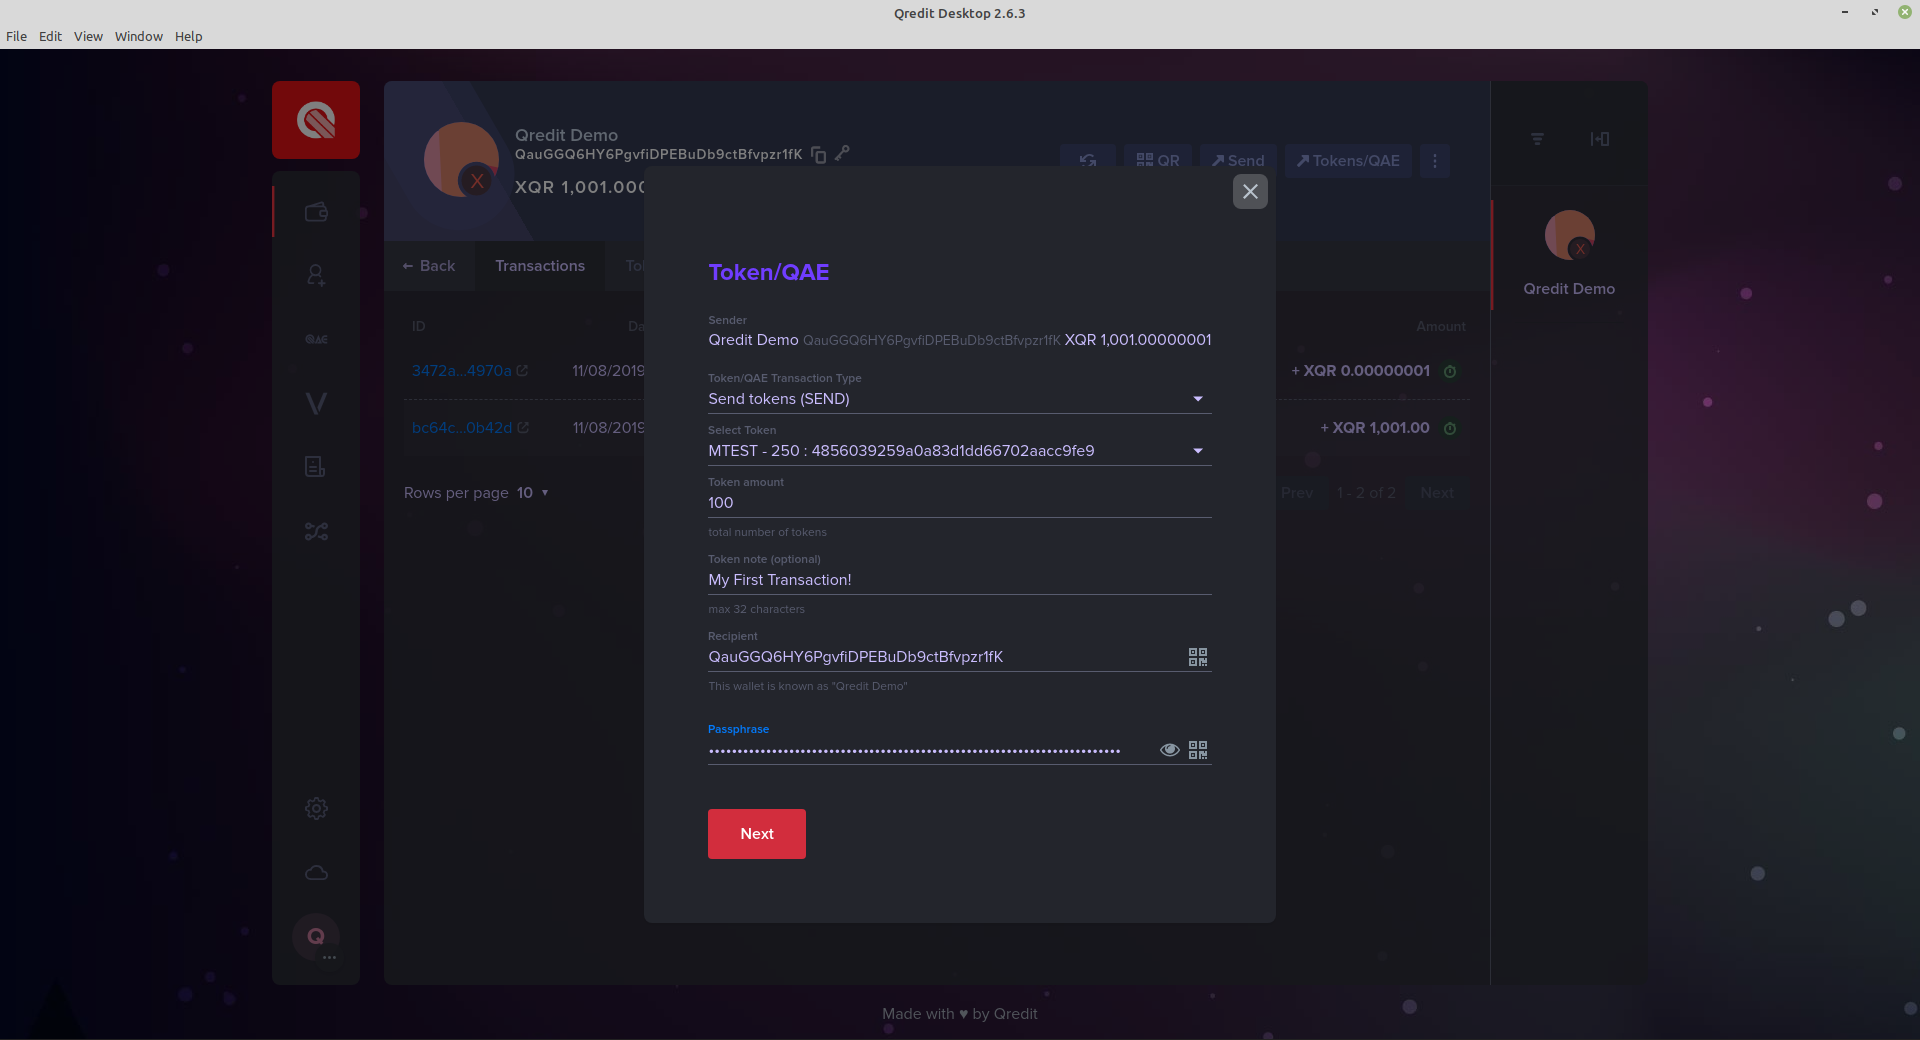 Qredit Desktop 2.6.3
File Edit View Window Help
Qredit Demo
QauGGQ6HY6PgvfiDPEBuDb9ctBfvpzr1fK
XQR 1,001.000
QR
Send
Tokens/QAE
← Back
Transactions
To
ID
Da
Amount
3472a...4970a
11/08/2019
+ XQR 0.00000001
bc64c...0b42d
11/08/2019
+ XQR 1,001.00
Rows per page 10
Prev
1 - 2 of 2
Next
Qredit Demo
QAE
Token/QAE
Sender
Qredit Demo QauGGQ6HY6PgvfiDPEBuDb9ctBfvpzr1fK XQR 1,001.00000001
Token/QAE Transaction Type
Send tokens (SEND)
Select Token
MTEST - 250 : 4856039259a0a83d1dd66702aacc9fe9
Token amount
100
total number of tokens
Token note (optional)
My First Transaction!
max 32 characters
Recipient
QauGGQ6HY6PgvfiDPEBuDb9ctBfvpzr1fK
This wallet is known as "Qredit Demo"
Passphrase
Next
Q
Made with ♥ by Qredit